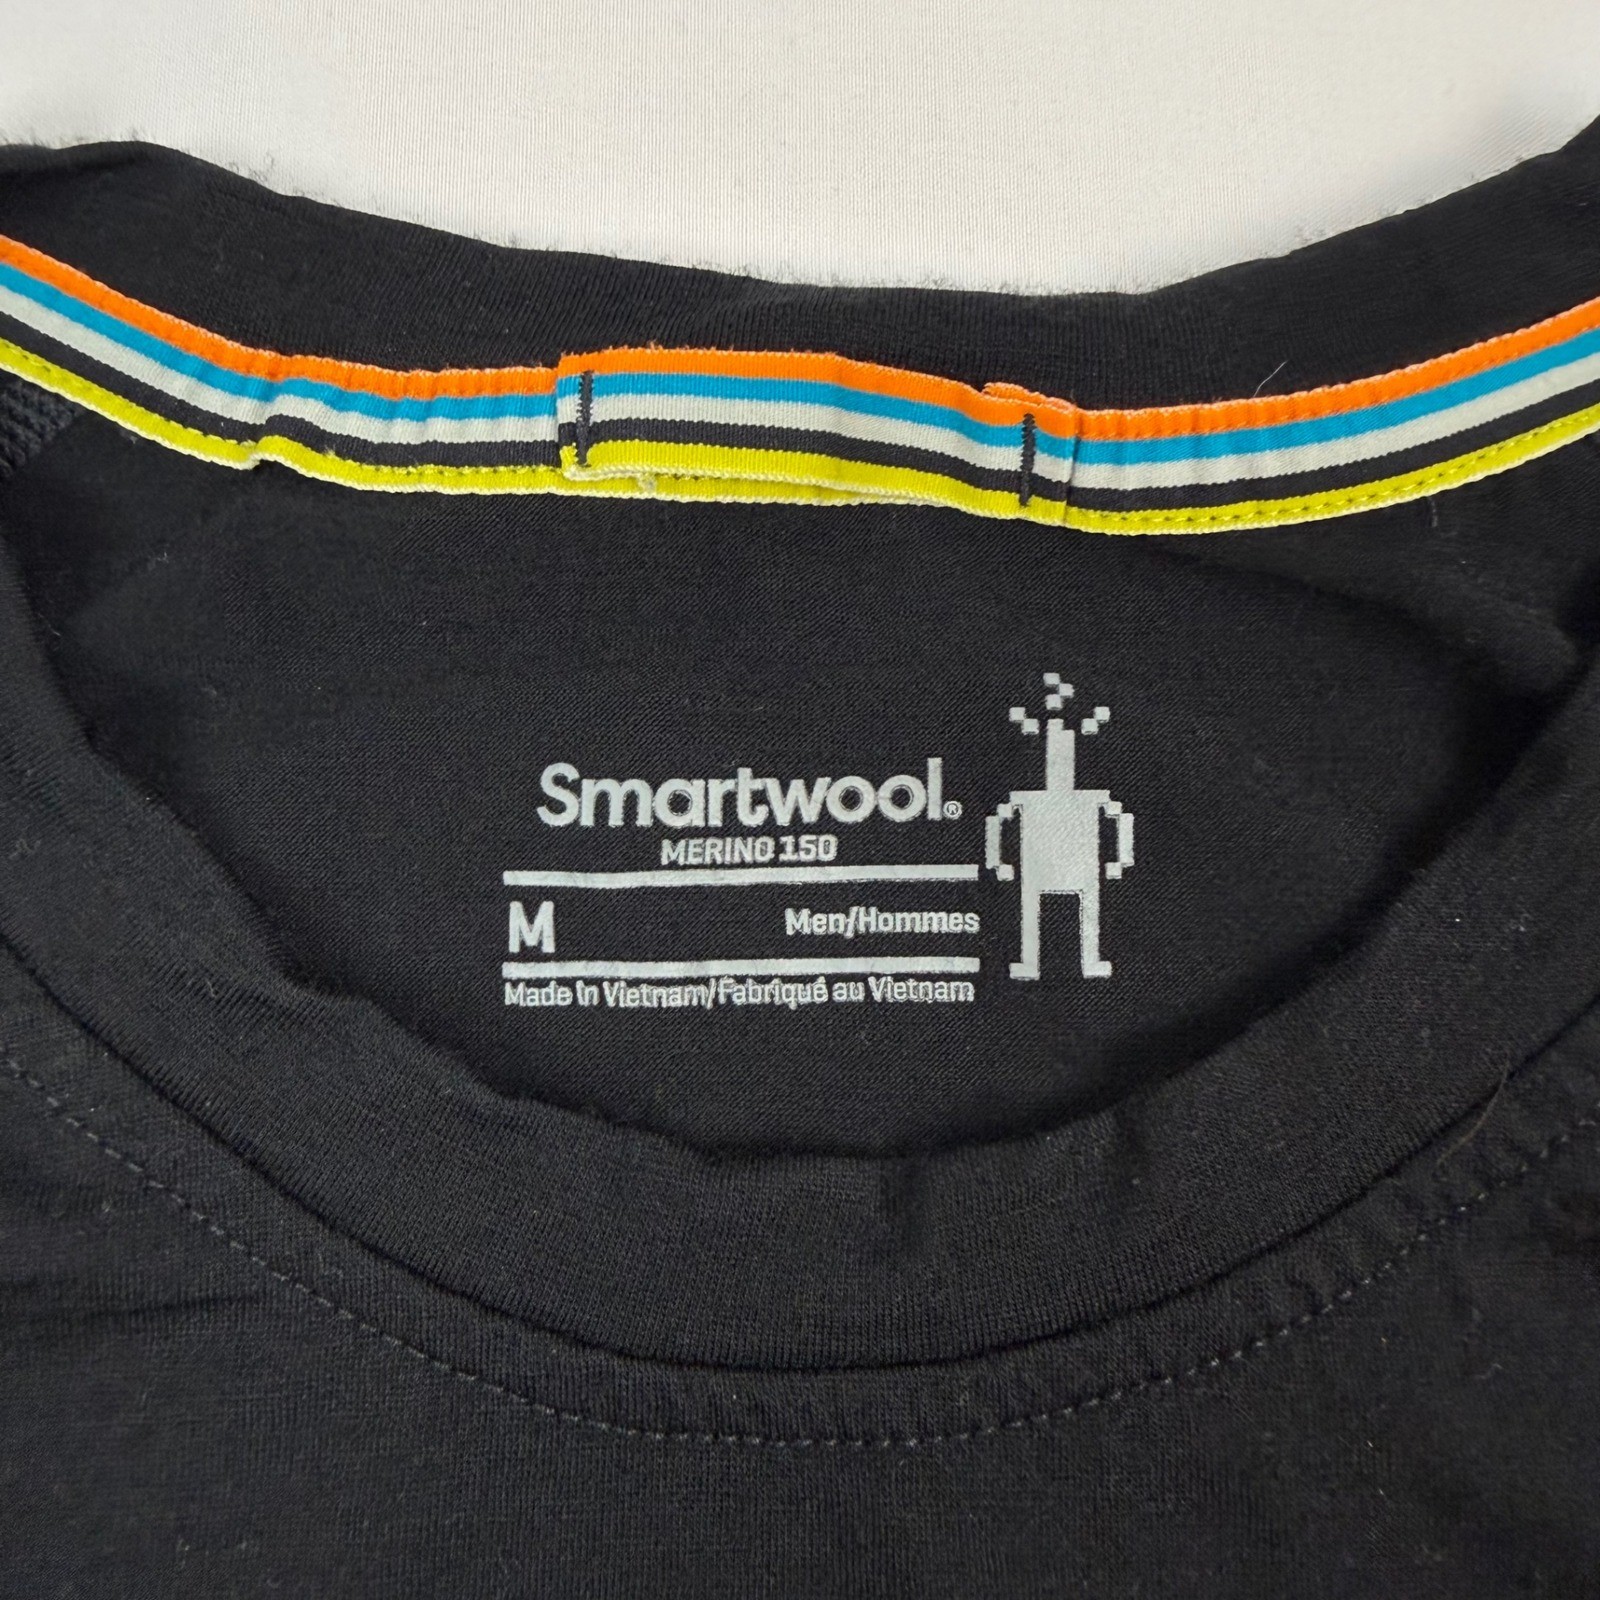 Smartwool®
MERINO 150
M Men/Hommes
Made in Vietnam/Fabriqué au Vietnam